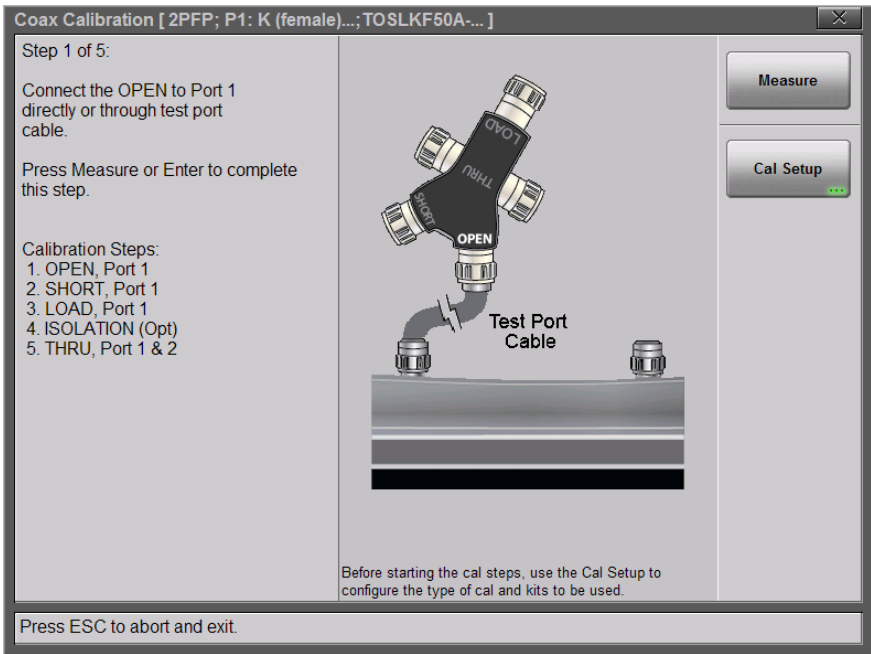 Coax Calibration [ 2PFP; P1: K (female)...;TOSLKF50A-... ]
Step 1 of 5:
Connect the OPEN to Port 1
directly or through test port
cable.
Press Measure or Enter to complete
this step.
Calibration Steps:
1. OPEN, Port 1
2. SHORT, Port 1
3. LOAD, Port 1
4. ISOLATION (Opt)
5. THRU, Port 1 & 2
LOAD
THRU
SHORT
OPEN
Test Port
Cable
Before starting the cal steps, use the Cal Setup to
configure the type of cal and kits to be used.
Measure
Cal Setup
Press ESC to abort and exit.